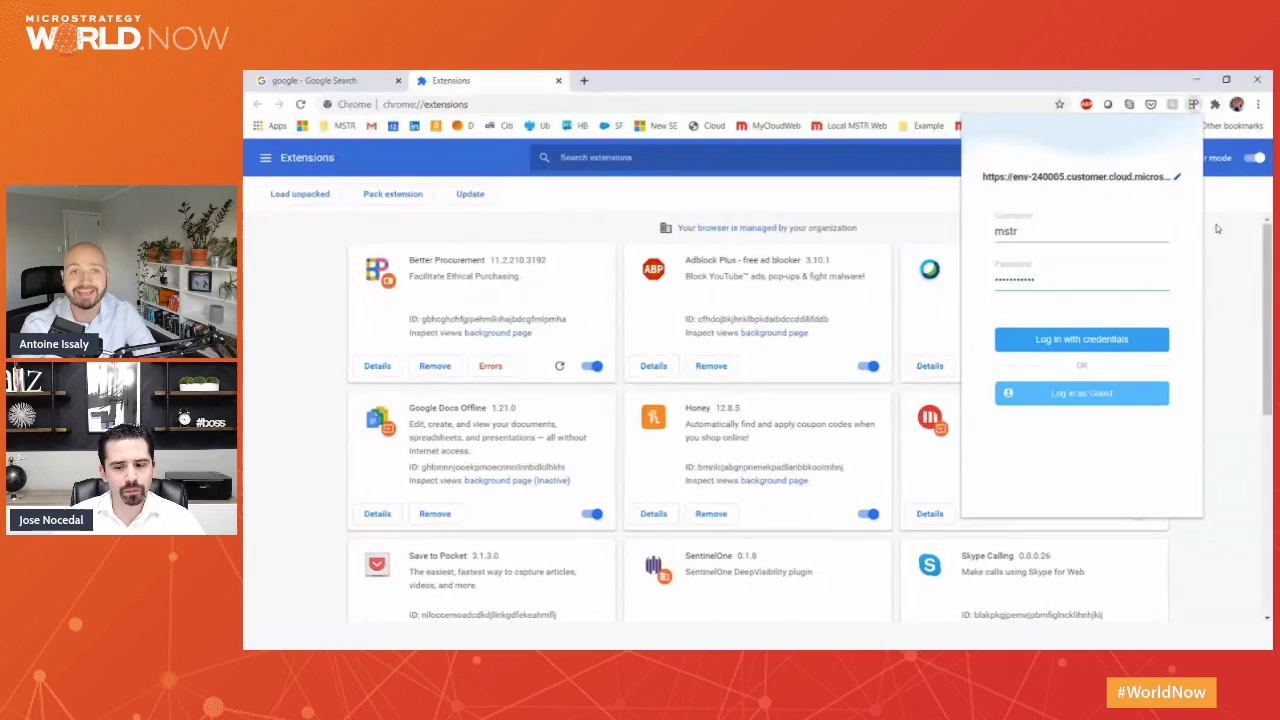 MICROSTRATEGY
WORLD.NOW
google - Google Search
Extensions
Chrome | chrome://extensions
Apps
MSTR
D
Citi
Ub
HB
SF
New SE
Cloud
MyCloudWeb
Local MSTR Web
Example
Other bookmarks
Extensions
Search extensions
r mode
Load unpacked
Pack extension
Update
Your browser is managed by your organization
https://env-240005.customer.cloud.micros...
Username
mstr
Password
Log in with credentials
OR
Log in as Guest
Better Procurement 11.2.210.3192
Facilitate Ethical Purchasing.
Inspect views background page
Details
Remove
Errors
ABP
Adblock Plus - free ad blocker 3.10.1
Block YouTube™ ads, pop-ups & fight malware!
Inspect views background page
Details
Remove
Details
Google Docs Offline 1.21.0
Edit, create, and view your documents,
spreadsheets, and presentations — all without
internet access.
Inspect views background page (inactive)
Details
Remove
Honey 12.8.5
Automatically find and apply coupon codes when
you shop online!
Inspect views background page
Details
Remove
Details
Save to Pocket 3.1.3.0
The easiest, fastest way to capture articles,
videos, and more.
SentinelOne 0.1.8
SentinelOne DeepVisibility plugin
Skype Calling 0.0.0.26
Make calls using Skype for Web
Antoine Issaly
#boss
Jose Nocedal
#WorldNow